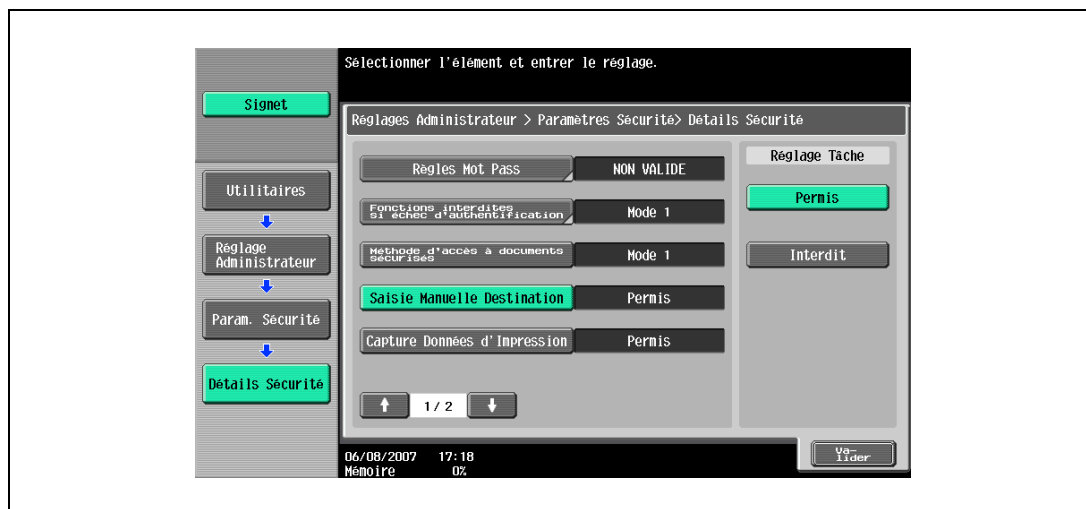 Sélectionner l'élément et entrer le réglage.
Signet
Réglages Administrateur > Paramètres Sécurité> Détails Sécurité
Utilitaires
Réglage
Administrateur
Param. Sécurité
Détails Sécurité
Règles Mot Pass
NON VALIDE
Fonctions interdites
si échec d'authentification
Mode 1
Méthode d'accès à documents
sécurisés
Mode 1
Saisie Manuelle Destination
Permis
Capture Données d'Impression
Permis
1/2
Réglage Tâche
Permis
Interdit
06/08/2007 17:18
Mémoire 0%
Va-
lider